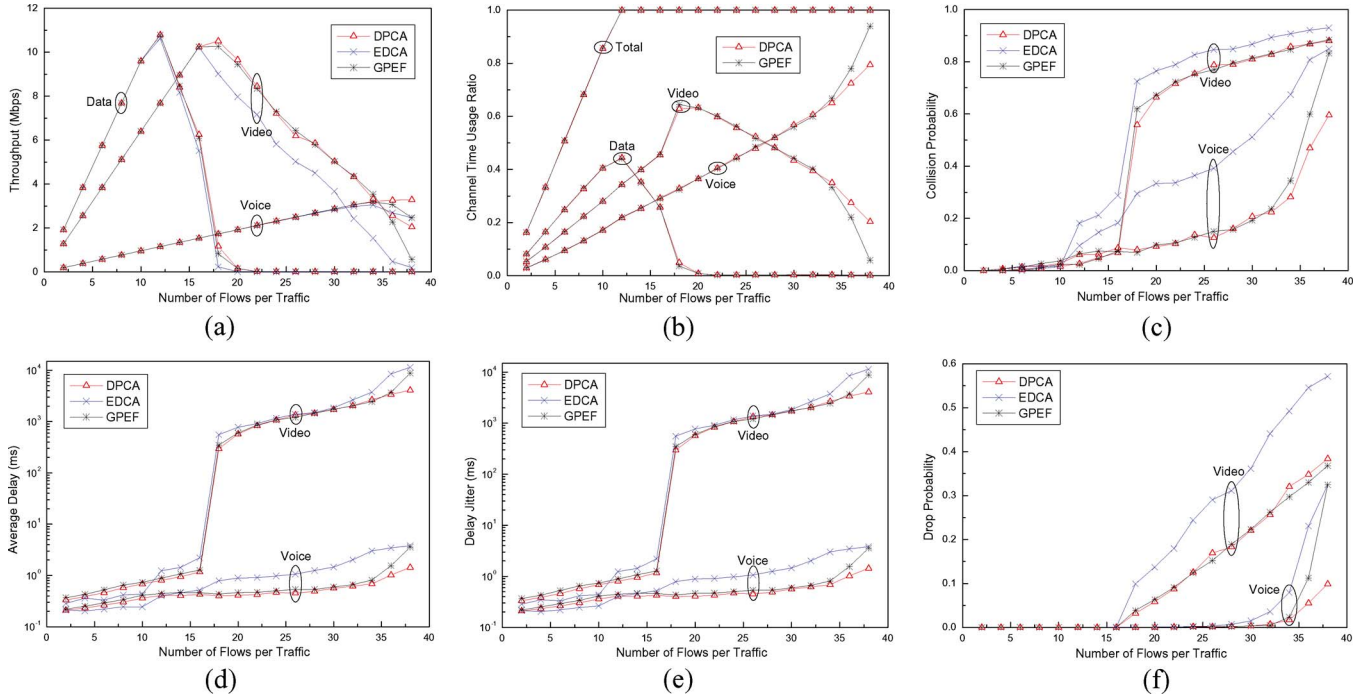 12
10
8
6
4
2
0
Throughput (Mbps)
DPCA
EDCA
GPEF
Data
Video
Voice
0 5 10 15 20 25 30 35 40
Number of Flows per Traffic
(a)
1.0
0.8
0.6
0.4
0.2
0.0
Channel Time Usage Ratio
Total
DPCA
GPEF
Video
Data
Voice
0 5 10 15 20 25 30 35 40
Number of Flows per Traffic
(b)
1.0
0.8
0.6
0.4
0.2
0.0
Collision Probability
DPCA
EDCA
GPEF
Video
Voice
0 5 10 15 20 25 30 35 40
Number of Flows per Traffic
(c)
10^4
10^3
10^2
10^1
10^0
10^-1
Average Delay (ms)
DPCA
EDCA
GPEF
Video
Voice
0 5 10 15 20 25 30 35 40
Number of Flows per Traffic
(d)
10^4
10^3
10^2
10^1
10^0
10^-1
Delay Jitter (ms)
DPCA
EDCA
GPEF
Video
Voice
0 5 10 15 20 25 30 35 40
Number of Flows per Traffic
(e)
0.6
0.5
0.4
0.3
0.2
0.1
0.0
Drop Probability
DPCA
EDCA
GPEF
Video
Voice
0 5 10 15 20 25 30 35 40
Number of Flows per Traffic
(f)